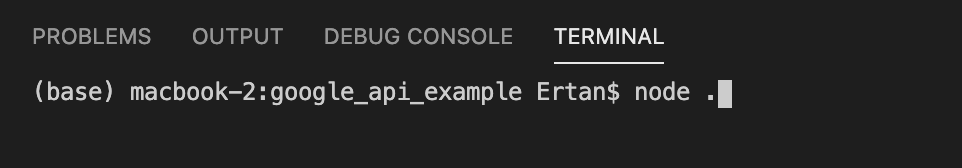 PROBLEMS OUTPUT DEBUG CONSOLE TERMINAL
(base) macbook-2:google_api_example Ertan$ node .